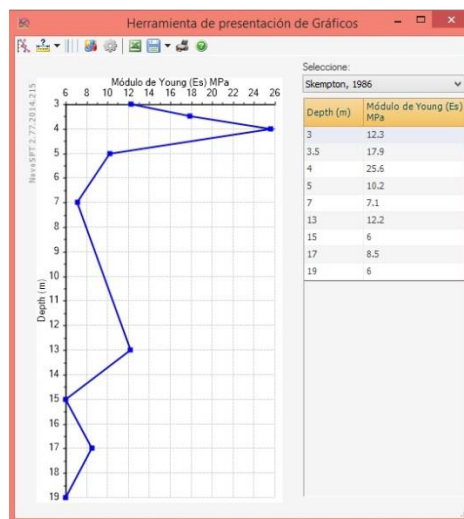 Herramienta de presentación de Gráficos
Seleccione:
Skempton, 1986
Módulo de Young (Es) MPa
6 8 10 12 14 16 18 20 22 24 26
3
4
5
6
7
8
9
10
11
12
13
14
15
16
17
18
19
Depth (m)
NovoSPT 2.77.2014.215
Depth (m) Módulo de Young (Es)
MPa
3 12.3
3.5 17.9
4 25.6
5 10.2
7 7.1
13 12.2
15 6
17 8.5
19 6